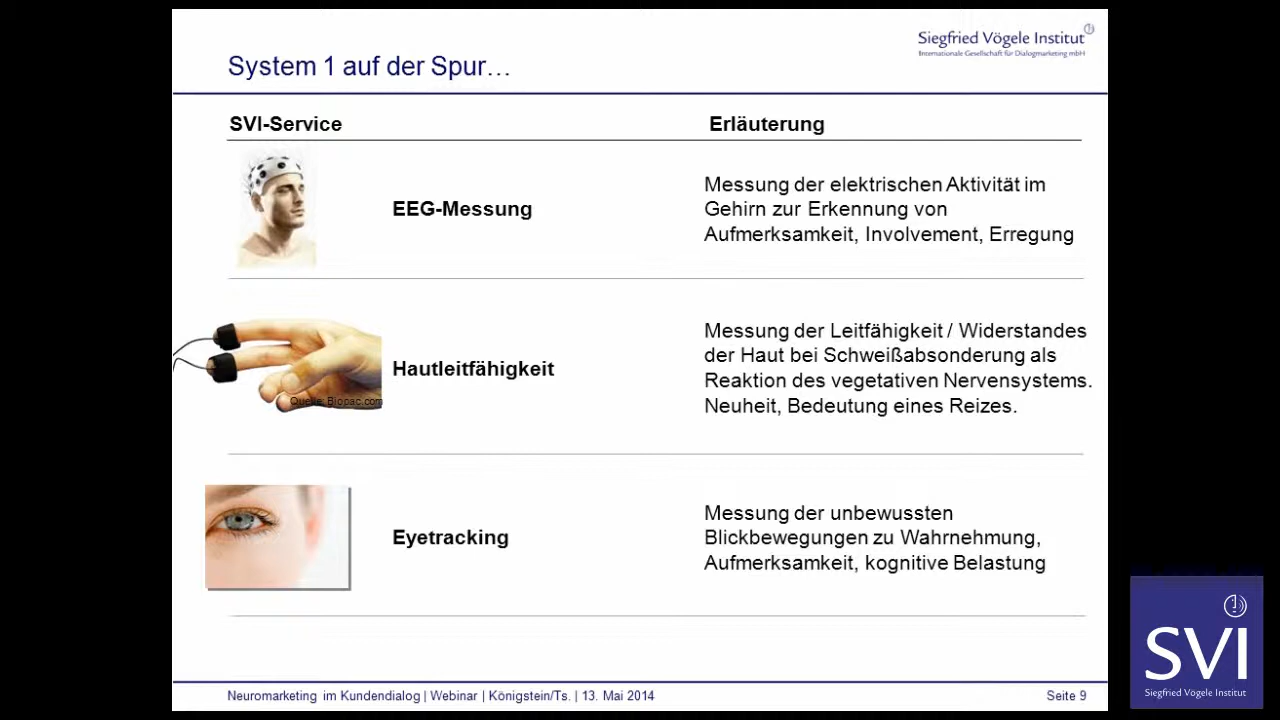 Siegfried Vögele Institut
Internationale Gesellschaft für Dialogmarketing mbH
System 1 auf der Spur...
SVI-Service
Erläuterung
EEG-Messung
Messung der elektrischen Aktivität im
Gehirn zur Erkennung von
Aufmerksamkeit, Involvement, Erregung
Hautleitfähigkeit
Quelle: Biopac.com
Messung der Leitfähigkeit / Widerstandes
der Haut bei Schweißabsonderung als
Reaktion des vegetativen Nervensystems.
Neuheit, Bedeutung eines Reizes.
Eyetracking
Messung der unbewussten
Blickbewegungen zu Wahrnehmung,
Aufmerksamkeit, kognitive Belastung
Neuromarketing im Kundendialog | Webinar | Königstein/Ts. | 13. Mai 2014
Seite 9
SVI
Siegfried Vögele Institut